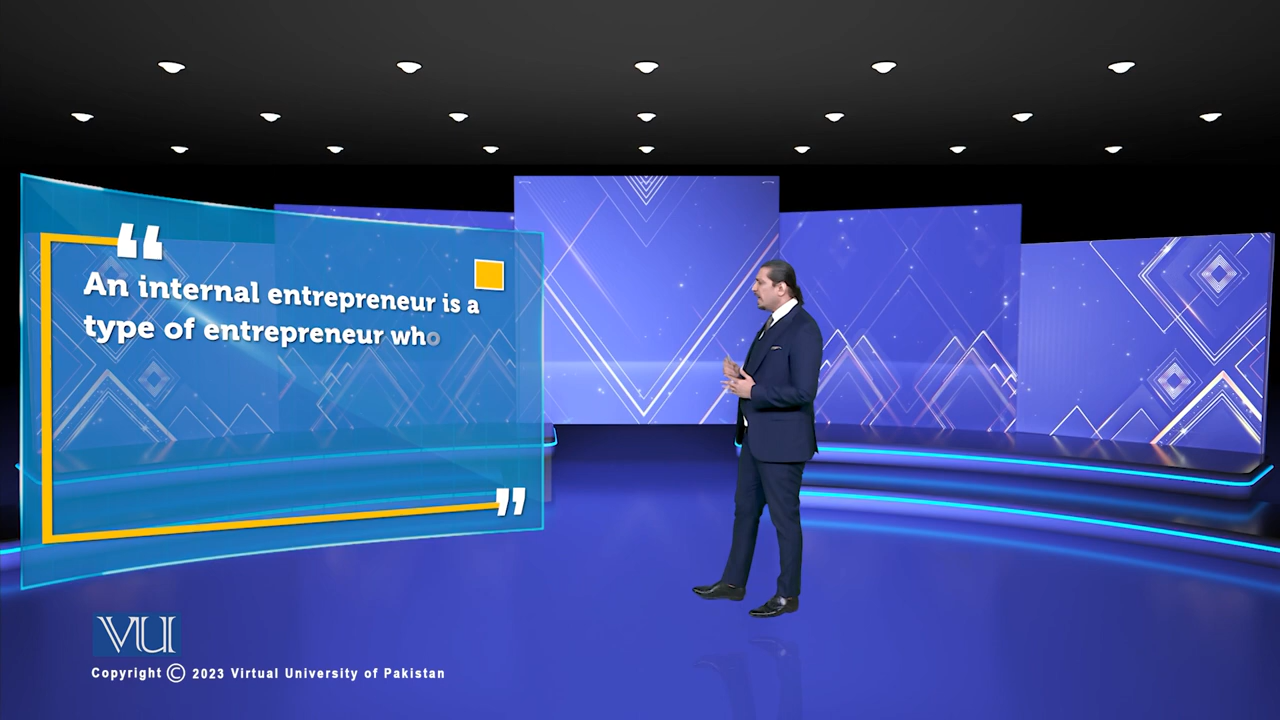 “
An internal entrepreneur is a
type of entrepreneur who
”
VU
Copyright © 2023 Virtual University of Pakistan